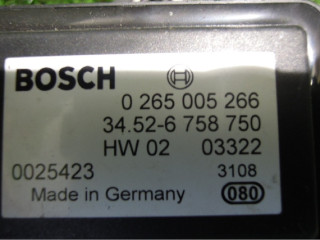 BOSCH
0 265 005 266
34.52-6 758 750
HW 02 03322
0025423 3108
Made in Germany 080